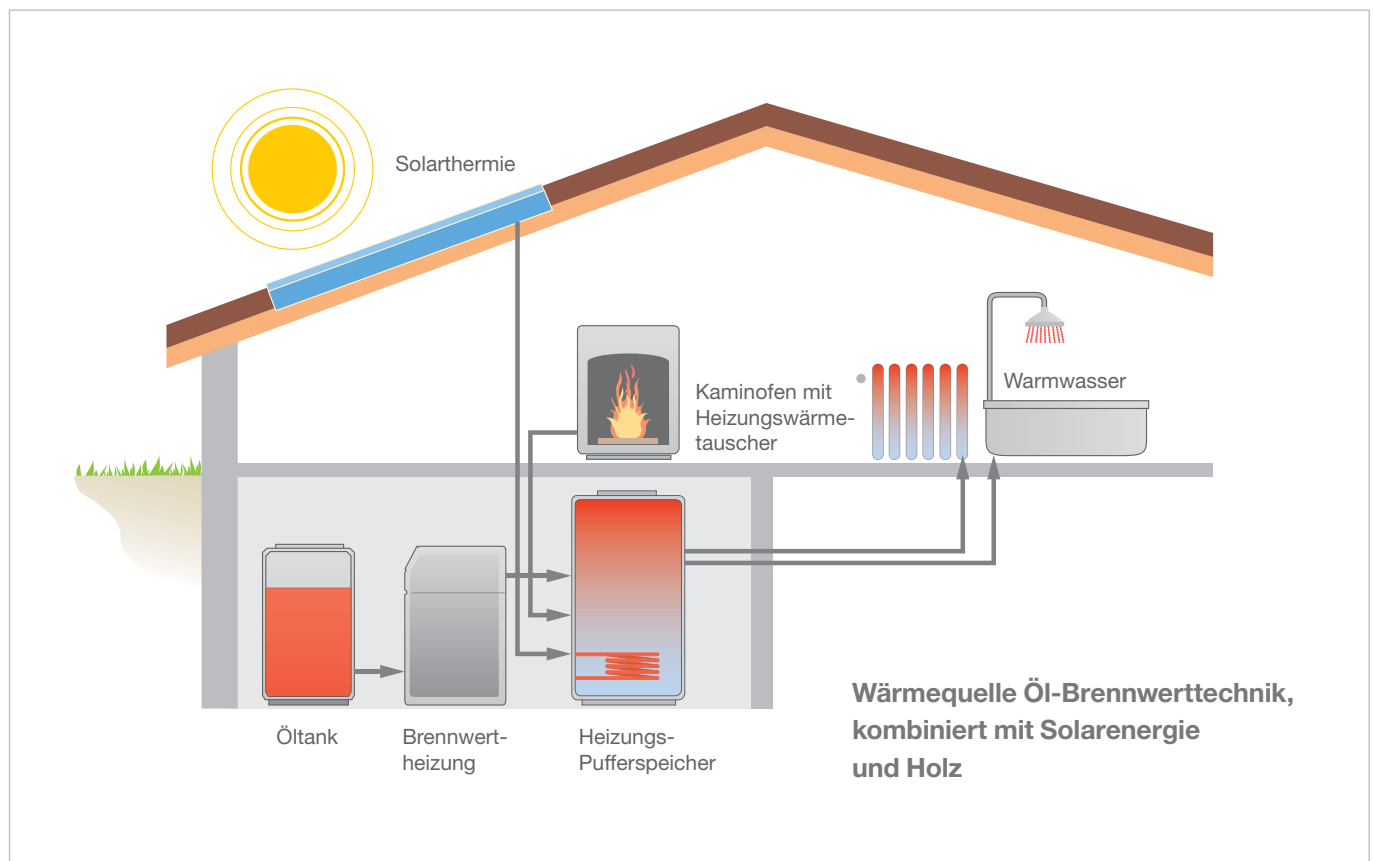 Solarthermie
Kaminofen mit
Heizungswärme-
tauscher
Warmwasser
Öltank
Brennwert-
heizung
Heizungs-
Pufferspeicher
Wärmequelle Öl-Brennwerttechnik,
kombiniert mit Solarenergie
und Holz